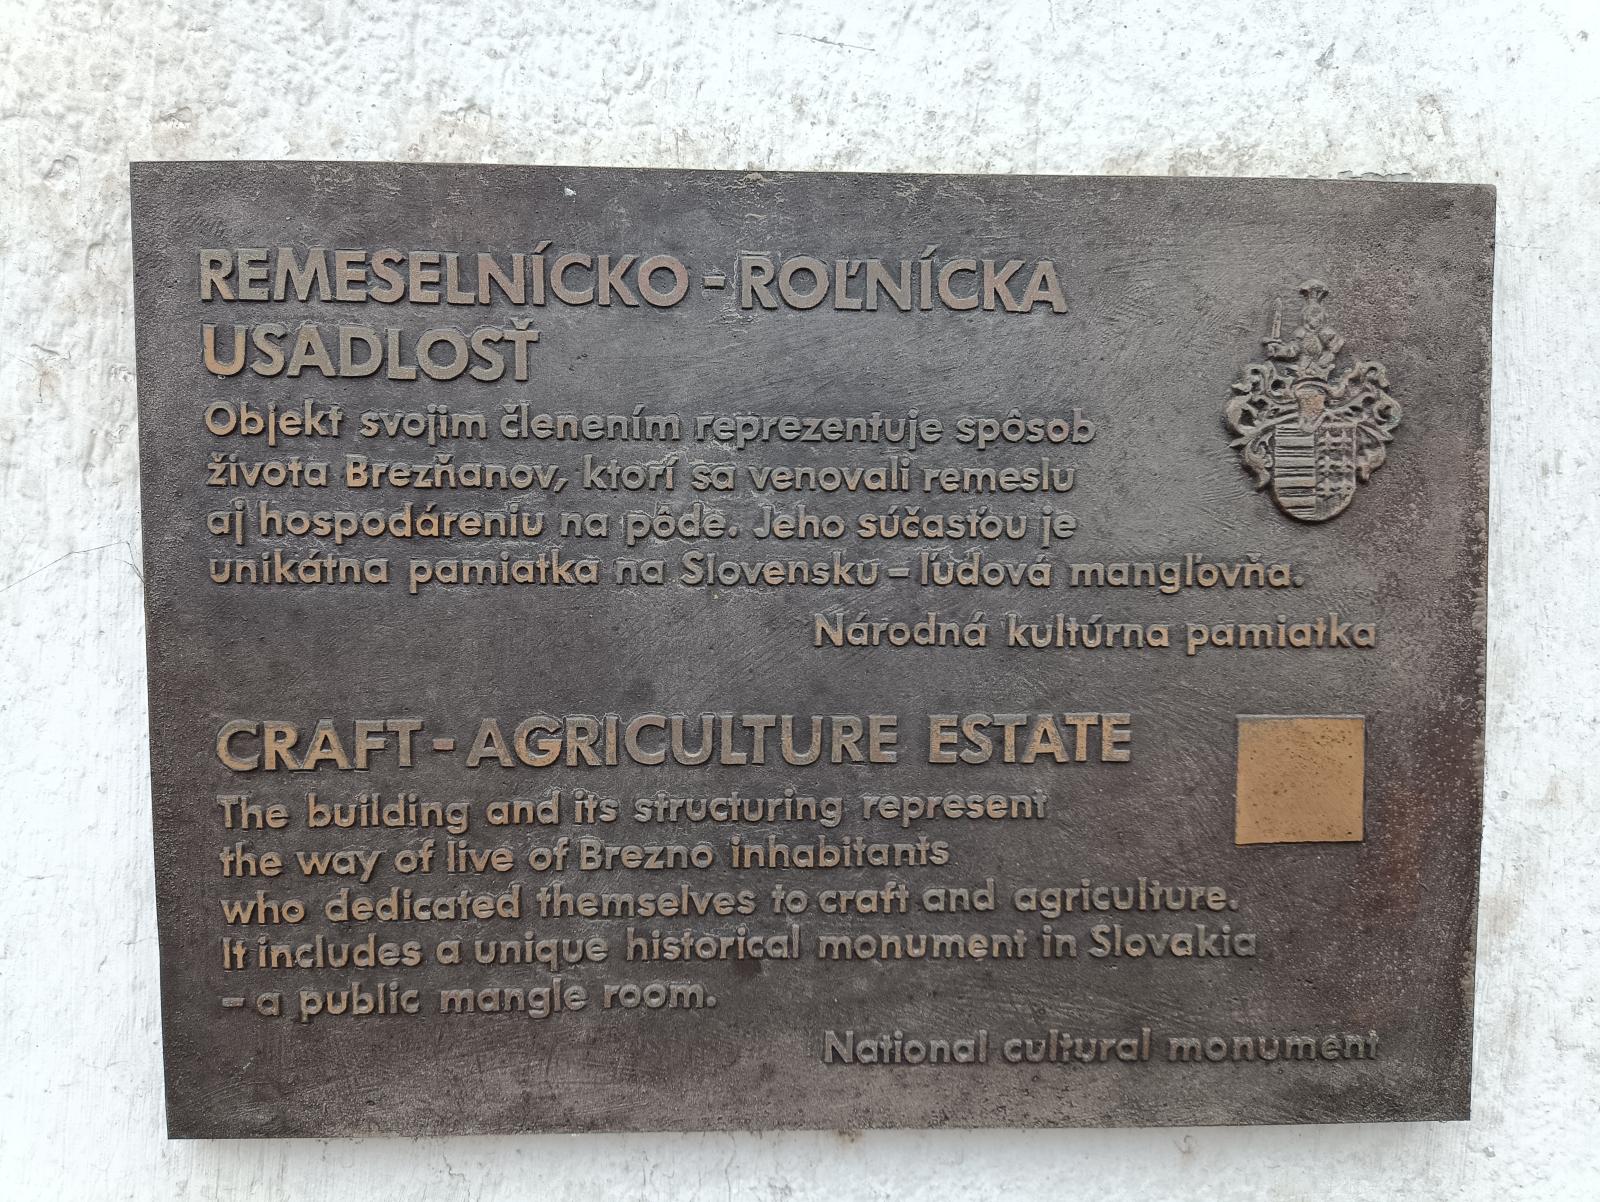 REMESELNÍCKO - ROĽNÍCKA
USADLOSŤ
Objekt svojim členením reprezentuje spôsob
života Brezňanov, ktorí sa venovali remeslu
aj hospodáreniu na pôde. Jeho súčasťou je
unikátna pamiatka na Slovensku - ľudová mangľovňa.
Národná kultúrna pamiatka
CRAFT - AGRICULTURE ESTATE
The building and its structuring represent
the way of live of Brezno inhabitants
who dedicated themselves to craft and agriculture.
It includes a unique historical monument in Slovakia
- a public mangle room.
National cultural monument